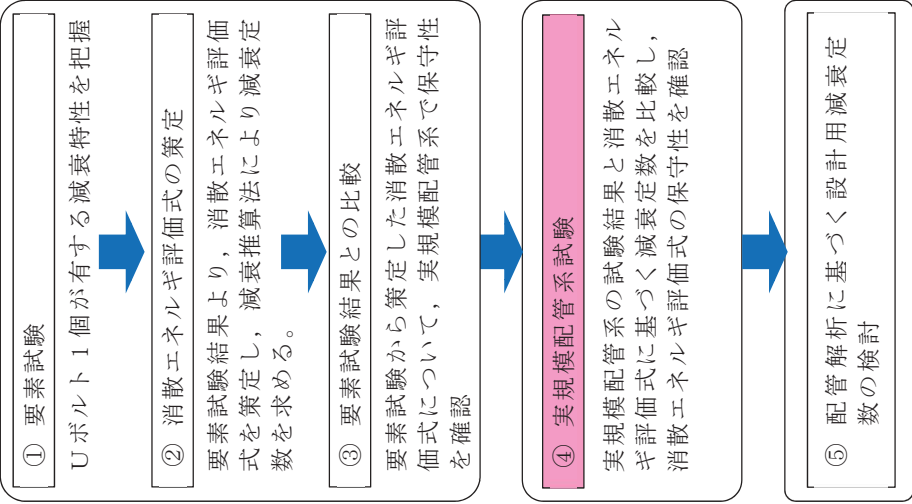 ① 要素試験
Uボルト1個が有する減衰特性を把握
② 消散エネルギ評価式の策定
要素試験結果より，消散エネルギ評価
式を策定し，減衰推算法により減衰定
数を求める。
③ 要素試験結果との比較
要素試験から策定した消散エネルギ評
価式について，実規模配管系で保守性
を確認
④ 実規模配管系試験
実規模配管系の試験結果と消散エネル
ギ評価式に基づく減衰定数を比較し，
消散エネルギ評価式の保守性を確認
⑤ 配管解析に基づく設計用減衰定
数の検討